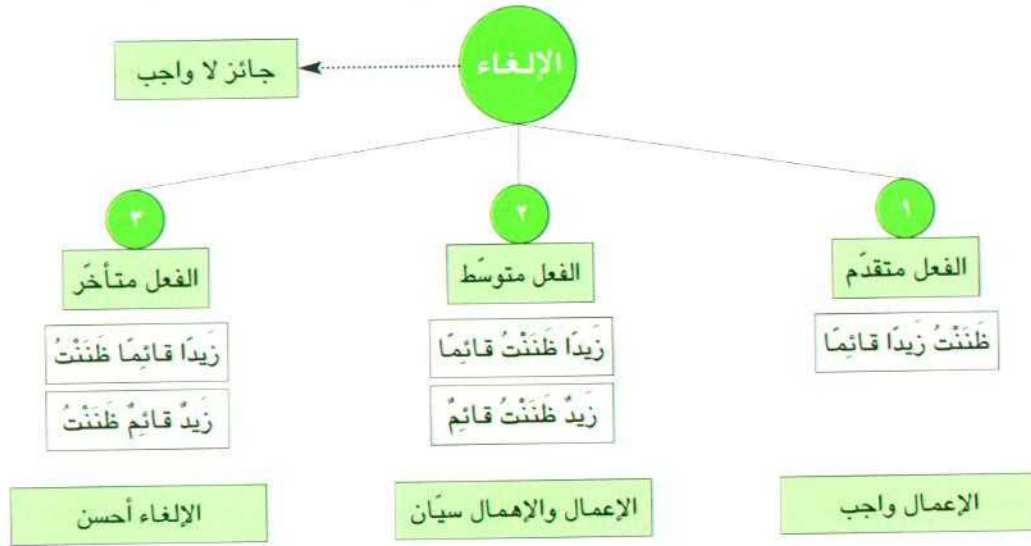 الإلغاء
جائز لا واجب
١
الفعل متقدّم
ظَنَنْتُ زَيدًا قائِمًا
الإعمال واجب
٢
الفعل متوسّط
زَيدًا ظَنَنْتُ قائِمًا
زَيدٌ ظَنَنْتُ قائِمٌ
الإعمال والإهمال سيّان
٣
الفعل متأخّر
زَيدًا قائِمًا ظَنَنْتُ
زَيدٌ قائِمٌ ظَنَنْتُ
الإلغاء أحسن